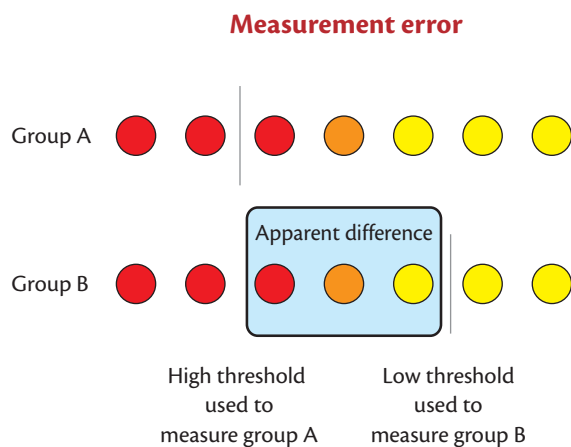 Measurement error
Group A
Apparent difference
Group B
High threshold
used to
measure group A
Low threshold
used to
measure group B